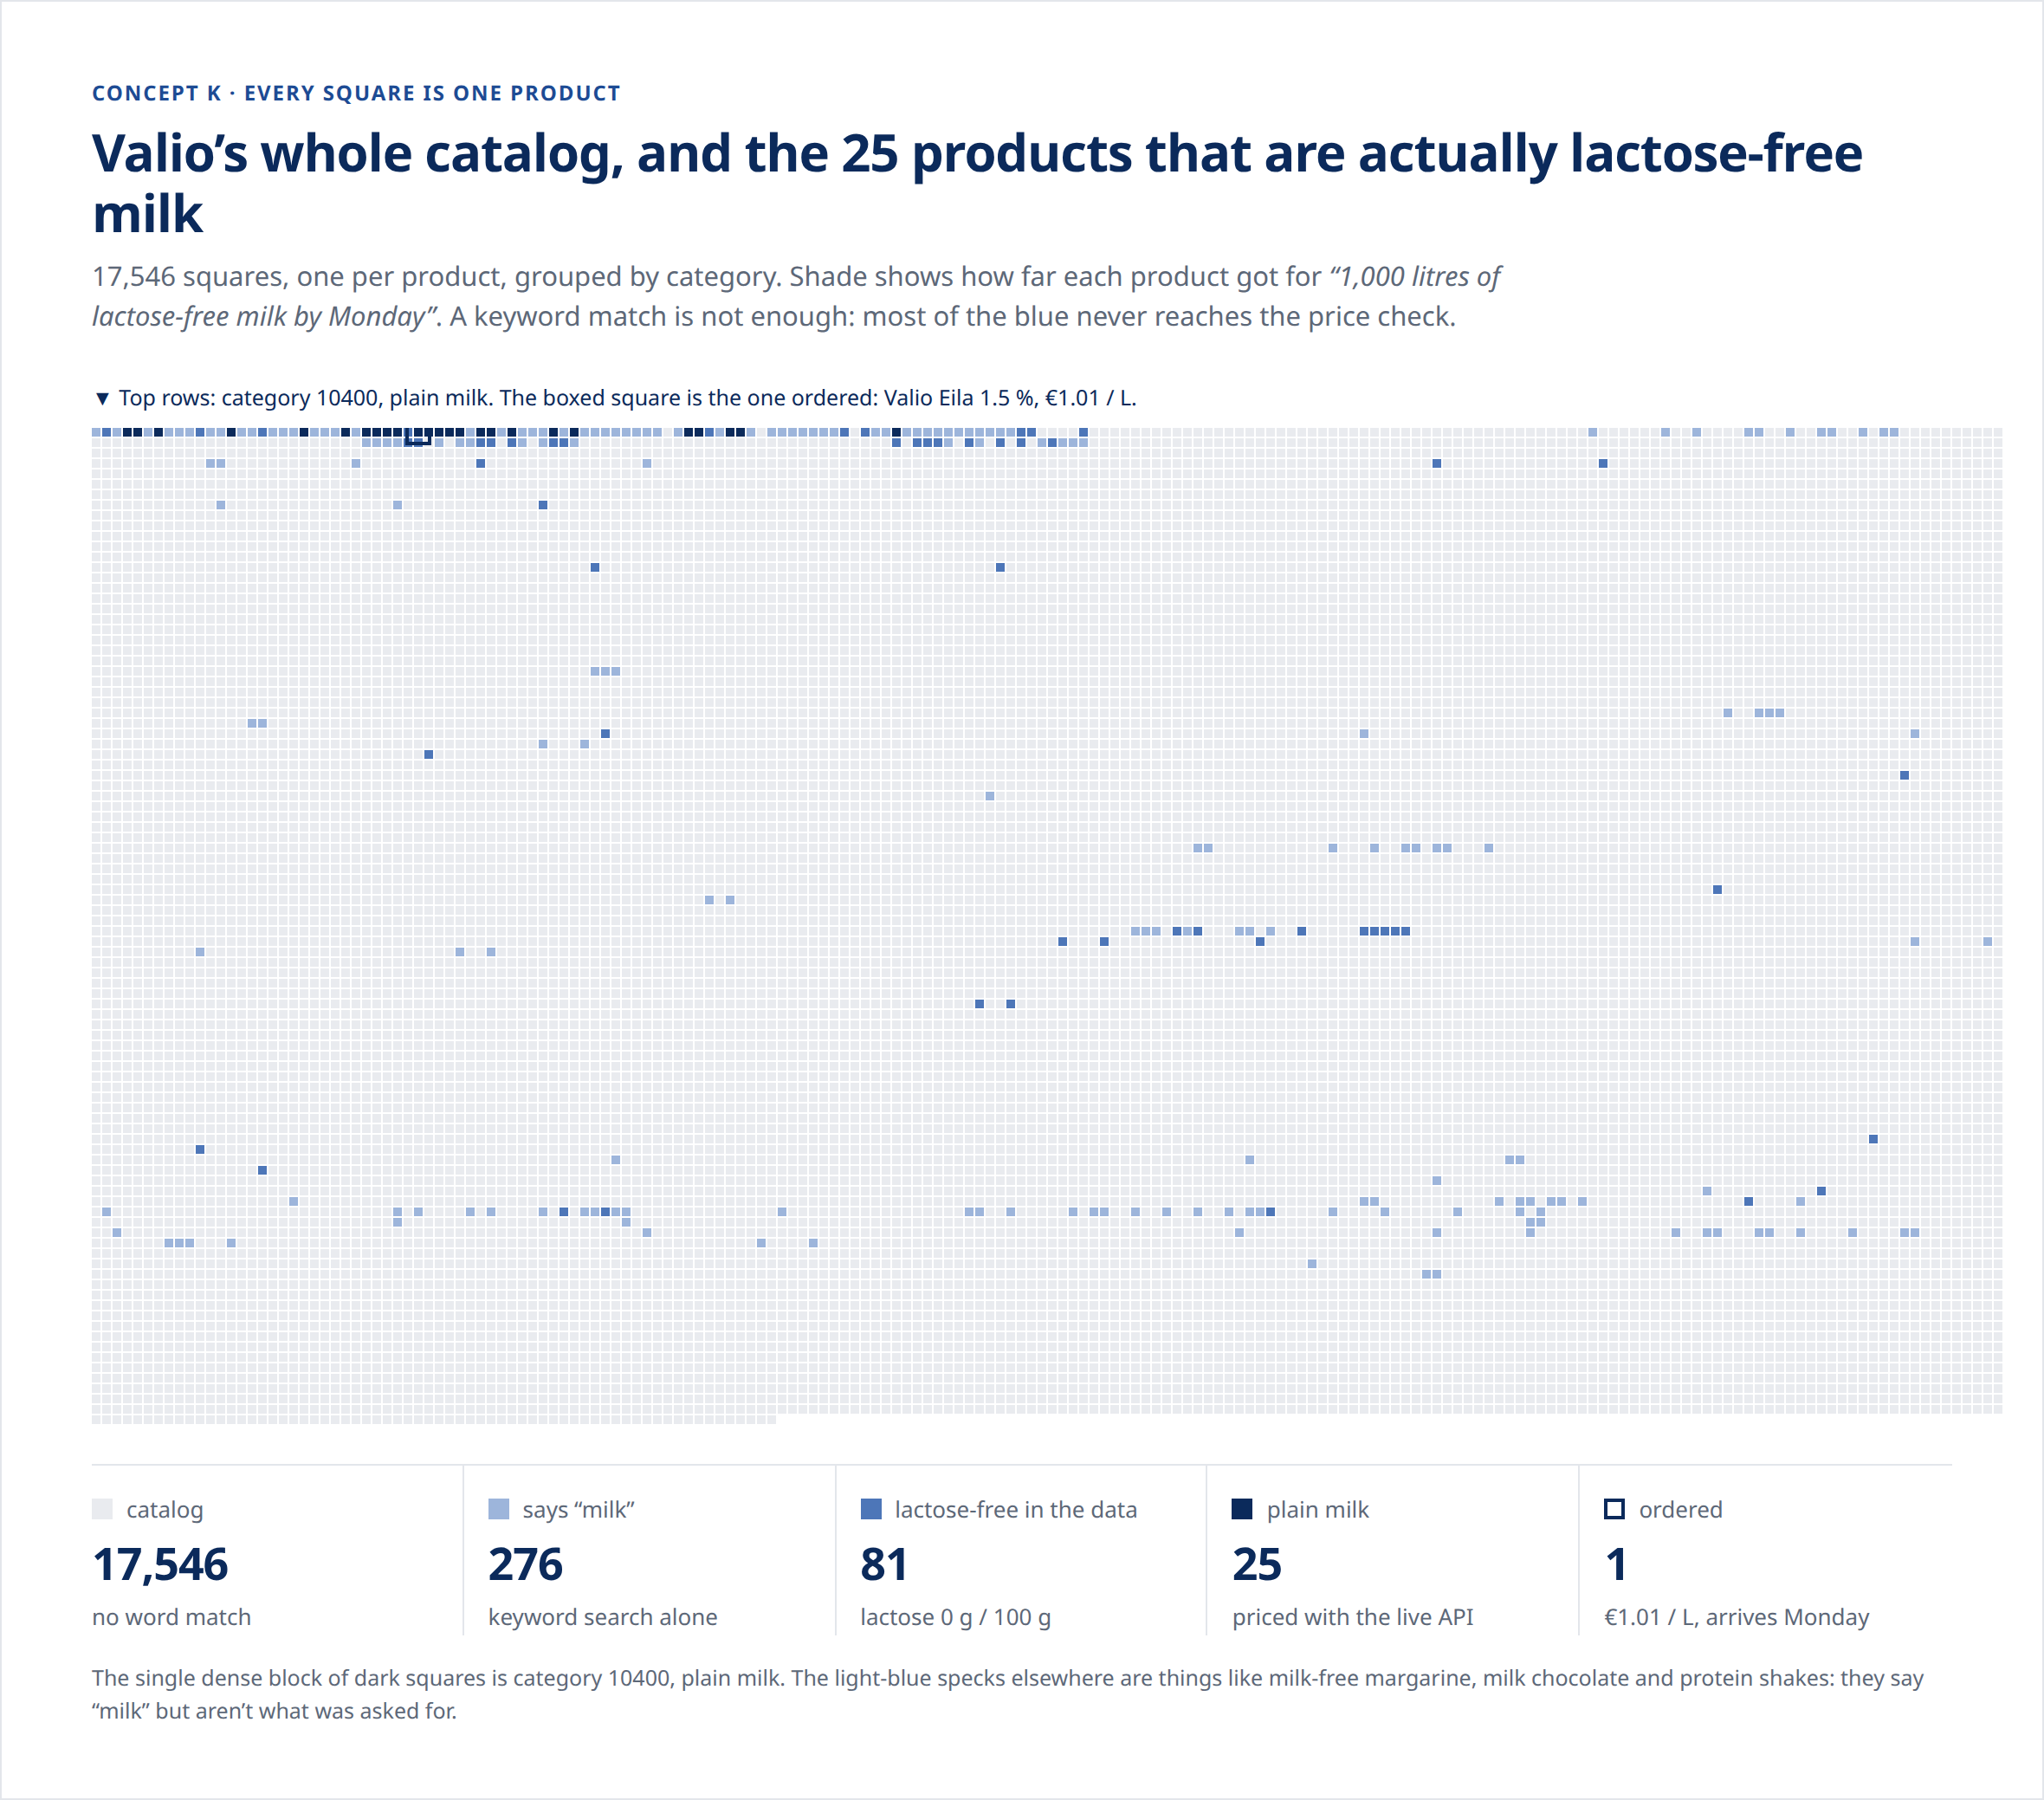 CONCEPT K · EVERY SQUARE IS ONE PRODUCT
Valio’s whole catalog, and the 25 products that are actually lactose-free
milk
17,546 squares, one per product, grouped by category. Shade shows how far each product got for “1,000 litres of
lactose-free milk by Monday”. A keyword match is not enough: most of the blue never reaches the price check.
▼ Top rows: category 10400, plain milk. The boxed square is the one ordered: Valio Eila 1.5 %, €1.01 / L.
catalog
17,546
no word match
says “milk”
276
keyword search alone
lactose-free in the data
81
lactose 0 g / 100 g
plain milk
25
priced with the live API
ordered
1
€1.01 / L, arrives Monday
The single dense block of dark squares is category 10400, plain milk. The light-blue specks elsewhere are things like milk-free margarine, milk chocolate and protein shakes: they say
“milk” but aren’t what was asked for.